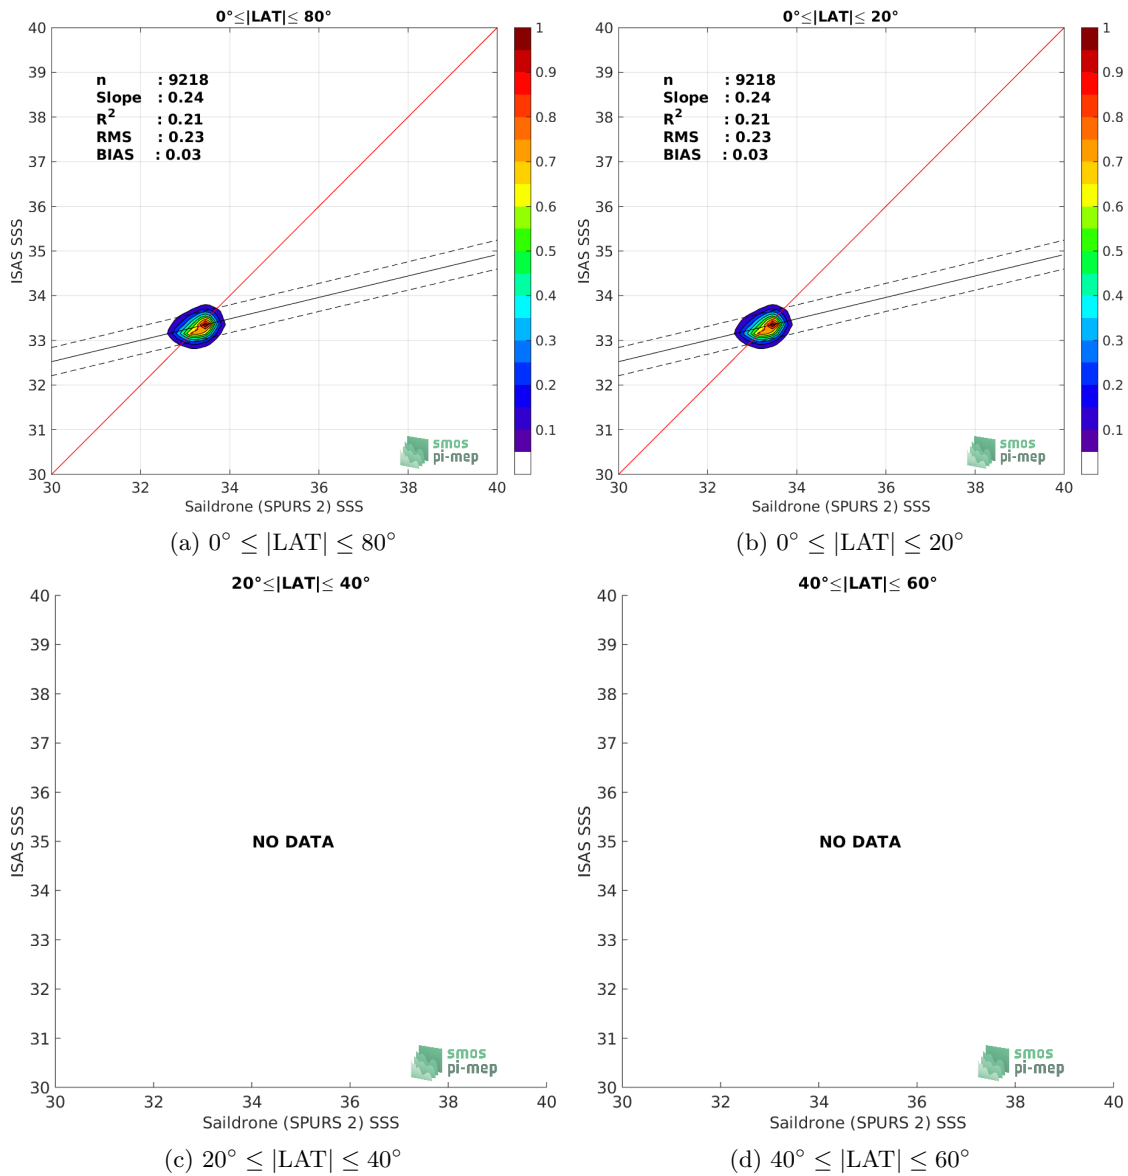 0°≤|LAT|≤ 80°
40
39
38
37
36
35
34
33
32
31
30
ISAS SSS
n : 9218
Slope : 0.24
R² : 0.21
RMS : 0.23
BIAS : 0.03
1
0.9
0.8
0.7
0.6
0.5
0.4
0.3
0.2
0.1
smos
pi-mep
30 32 34 36 38 40
Saildrone (SPURS 2) SSS
(a) 0° ≤ |LAT| ≤ 80°
0°≤|LAT|≤ 20°
40
39
38
37
36
35
34
33
32
31
30
ISAS SSS
n : 9218
Slope : 0.24
R² : 0.21
RMS : 0.23
BIAS : 0.03
1
0.9
0.8
0.7
0.6
0.5
0.4
0.3
0.2
0.1
smos
pi-mep
30 32 34 36 38 40
Saildrone (SPURS 2) SSS
(b) 0° ≤ |LAT| ≤ 20°
20°≤|LAT|≤ 40°
40
39
38
37
36
35
34
33
32
31
30
ISAS SSS
NO DATA
smos
pi-mep
30 32 34 36 38 40
Saildrone (SPURS 2) SSS
(c) 20° ≤ |LAT| ≤ 40°
40°≤|LAT|≤ 60°
40
39
38
37
36
35
34
33
32
31
30
ISAS SSS
NO DATA
smos
pi-mep
30 32 34 36 38 40
Saildrone (SPURS 2) SSS
(d) 40° ≤ |LAT| ≤ 60°